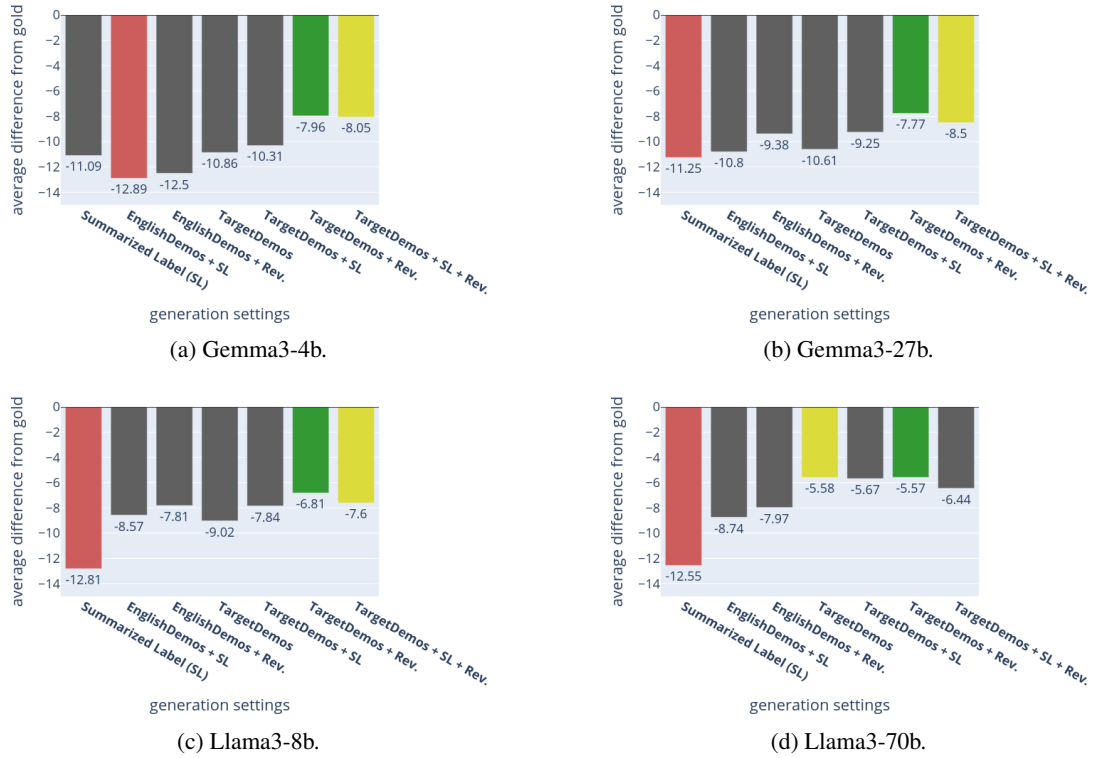 average difference from gold
0
−2
−4
−6
−8
−10
−12
−14
-11.09
-12.89
-12.5
-10.86
-10.31
-7.96
-8.05
Summarized Label (SL)
EnglishDemos + SL
EnglishDemos + Rev.
TargetDemos
TargetDemos + SL
TargetDemos + Rev.
TargetDemos + SL + Rev.
generation settings
(a) Gemma3-4b.
average difference from gold
0
−2
−4
−6
−8
−10
−12
−14
-11.25
-10.8
-9.38
-10.61
-9.25
-7.77
-8.5
Summarized Label (SL)
EnglishDemos + SL
EnglishDemos + Rev.
TargetDemos
TargetDemos + SL
TargetDemos + Rev.
TargetDemos + SL + Rev.
generation settings
(b) Gemma3-27b.
average difference from gold
0
−2
−4
−6
−8
−10
−12
−14
-12.81
-8.57
-7.81
-9.02
-7.84
-6.81
-7.6
Summarized Label (SL)
EnglishDemos + SL
EnglishDemos + Rev.
TargetDemos
TargetDemos + SL
TargetDemos + Rev.
TargetDemos + SL + Rev.
generation settings
(c) Llama3-8b.
average difference from gold
0
−2
−4
−6
−8
−10
−12
−14
-12.55
-8.74
-7.97
-5.58
-5.67
-5.57
-6.44
Summarized Label (SL)
EnglishDemos + SL
EnglishDemos + Rev.
TargetDemos
TargetDemos + SL
TargetDemos + Rev.
TargetDemos + SL + Rev.
generation settings
(d) Llama3-70b.